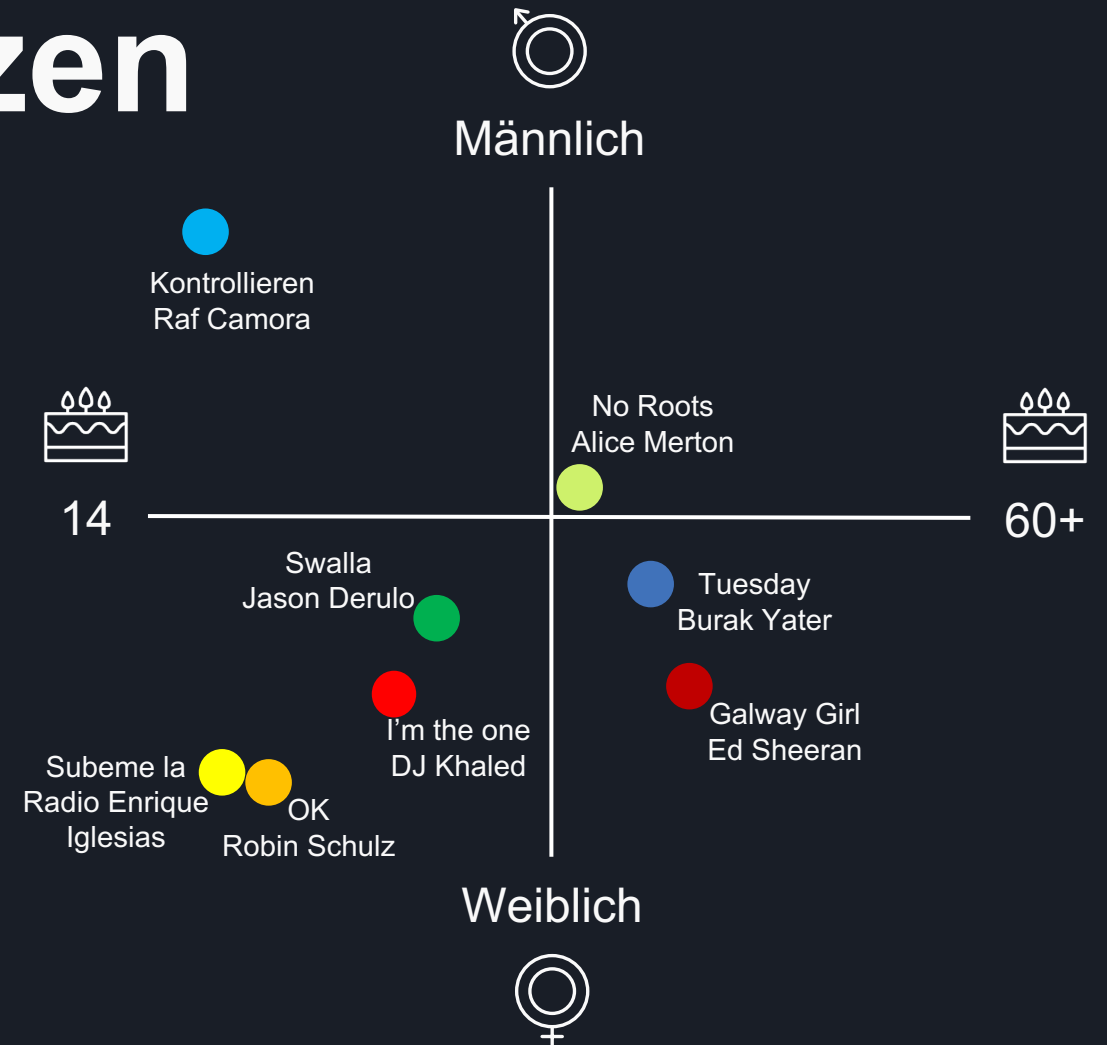 zen
Männlich
Kontrollieren
Raf Camora
No Roots
Alice Merton
14
60+
Swalla
Jason Derulo
Tuesday
Burak Yater
I'm the one
DJ Khaled
Galway Girl
Ed Sheeran
Subeme la
Radio Enrique
Iglesias
OK
Robin Schulz
Weiblich